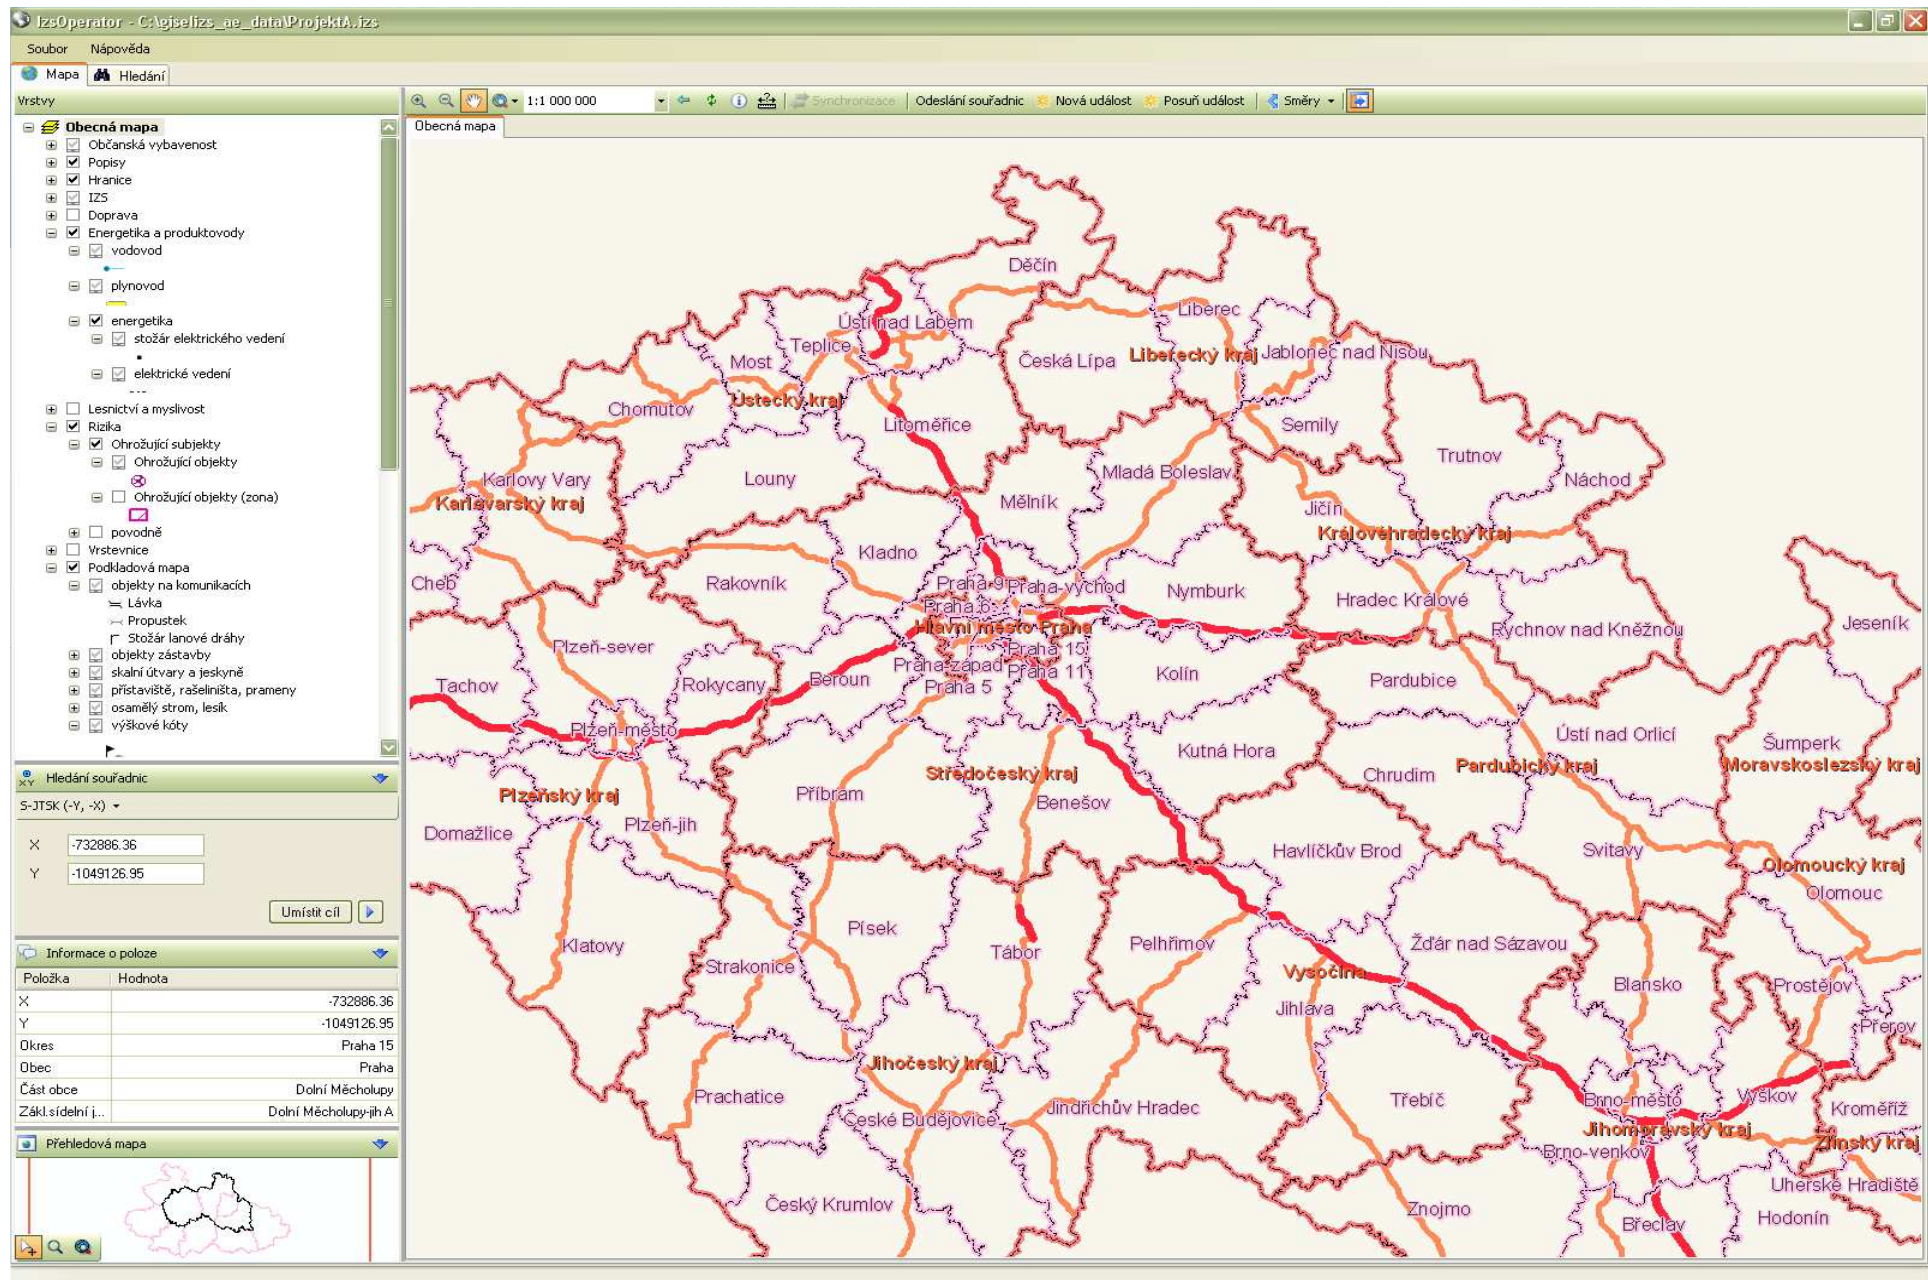 IzsOperator - C:\giselizs_ae_data\ProjektA.izs
Soubor Nápověda
Mapa Hledání
Vrstvy
1:1 000 000 Synchronizace Odeslání souřadnic Nová událost Posuň událost Směry
Obecná mapa
Obecná mapa
Občanská vybavenost
Popisy
Hranice
IZS
Doprava
Energetika a produktovody
vodovod
plynovod
energetika
stožár elektrického vedení
elektrické vedení
Lesnictví a myslivost
Rizika
Ohrožující subjekty
Ohrožující objekty
Ohrožující objekty (zona)
povodně
Vrstevnice
Podkladová mapa
objekty na komunikacích
Lávka
Propustek
Stožár lanové dráhy
objekty zástavby
skalní útvary a jeskyně
přístaviště, rašeliništa, prameny
osamělý strom, lesík
výškové kóty
Hledání souřadnic
S-JTSK (-Y, -X)
X -732886.36
Y -1049126.95
Umístit cíl
Informace o poloze
Položka Hodnota
X -732886.36
Y -1049126.95
Okres Praha 15
Obec Praha
Část obce Dolní Měcholupy
Zákl.sídelní j... Dolní Měcholupy-jih A
Přehledová mapa
Děčín
Liberec
Ústí nad Labem
Teplice
Most
Česká Lípa
Liberecký kraj
Jablonec nad Nisou
Ústecký kraj
Chomutov
Litoměřice
Semily
Trutnov
Náchod
Karlovy Vary
Karlovarský kraj
Louny
Mladá Boleslav
Mělník
Jičín
Královéhradecký kraj
Kladno
Cheb
Rakovník
Praha-9
Praha-východ
Nymburk
Hradec Králové
Praha 6
Hlavní město Praha
Rychnov nad Kněžnou
Jeseník
Plzeň-sever
Praha 15
Praha-západ
Praha 11
Praha 5
Kolín
Pardubice
Tachov
Rokycany
Beroun
Plzeň-město
Kutná Hora
Ústí nad Orlicí
Šumperk
Moravskoslezský kraj
Středočeský kraj
Chrudim
Pardubický kraj
Plzeňský kraj
Příbram
Benešov
Domažlice
Plzeň-jih
Havlíčkův Brod
Svitavy
Olomoucký kraj
Olomouc
Klatovy
Písek
Tábor
Pelhřimov
Žďár nad Sázavou
Strakonice
Vysočina
Blansko
Prostějov
Jihlava
Přerov
Jihočeský kraj
Prachatice
České Budějovice
Jindřichův Hradec
Třebíč
Brno-město
Vyškov
Kroměříž
Jihomoravský kraj
Zlínský kraj
Brno-venkov
Uherské Hradiště
Český Krumlov
Znojmo
Břeclav
Hodonín